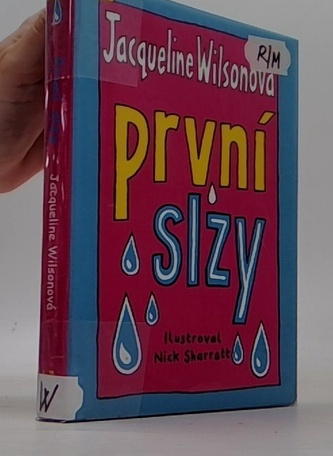 Jacqueline Wilsonová
R/M
první
slzy
Ilustroval
Nick Sharratt
Jacqueline Wilsonová
W